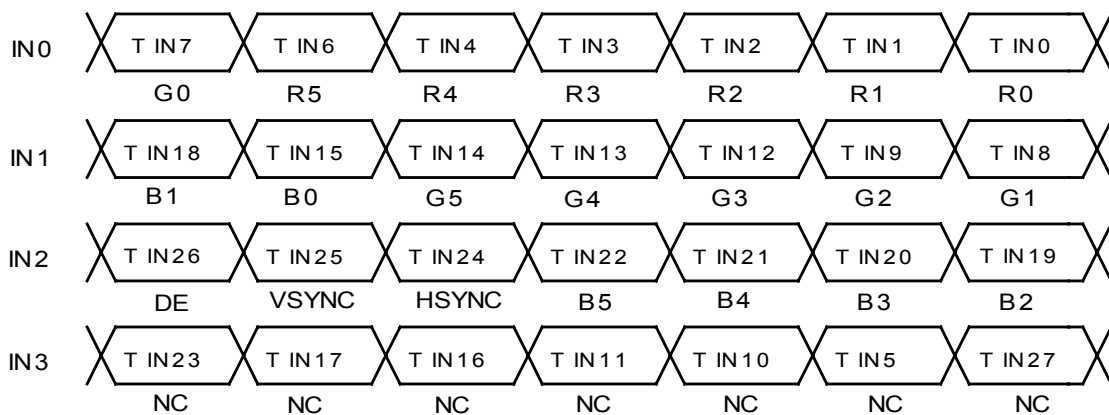 IN0 T IN7 T IN6 T IN4 T IN3 T IN2 T IN1 T IN0
G0 R5 R4 R3 R2 R1 R0
IN1 T IN18 T IN15 T IN14 T IN13 T IN12 T IN9 T IN8
B1 B0 G5 G4 G3 G2 G1
IN2 T IN26 T IN25 T IN24 T IN22 T IN21 T IN20 T IN19
DE VSYNC HSYNC B5 B4 B3 B2
IN3 T IN23 T IN17 T IN16 T IN11 T IN10 T IN5 T IN27
NC NC NC NC NC NC NC